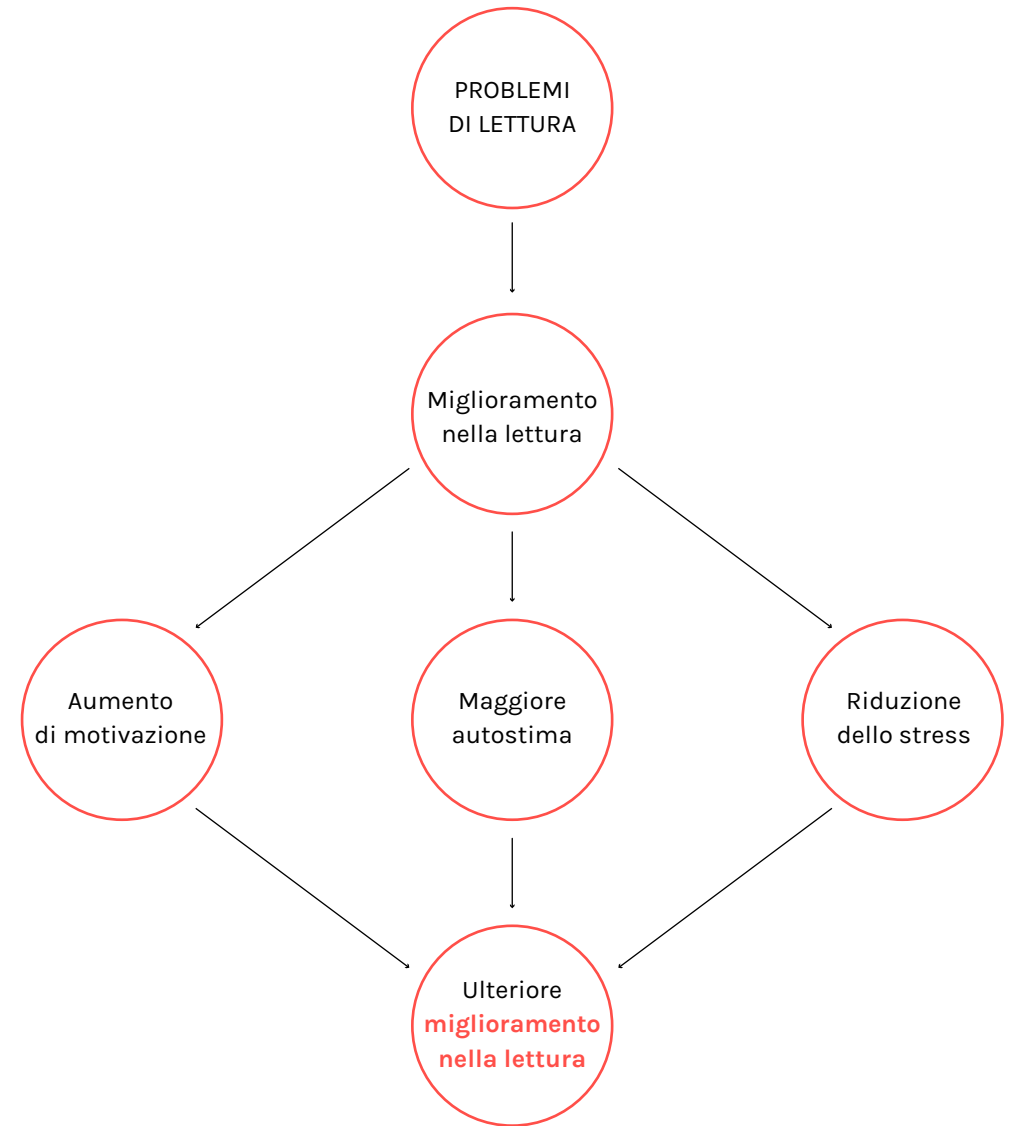 PROBLEMI
DI LETTURA
Miglioramento
nella lettura
Aumento
di motivazione
Maggiore
autostima
Riduzione
dello stress
Ulteriore
miglioramento
nella lettura